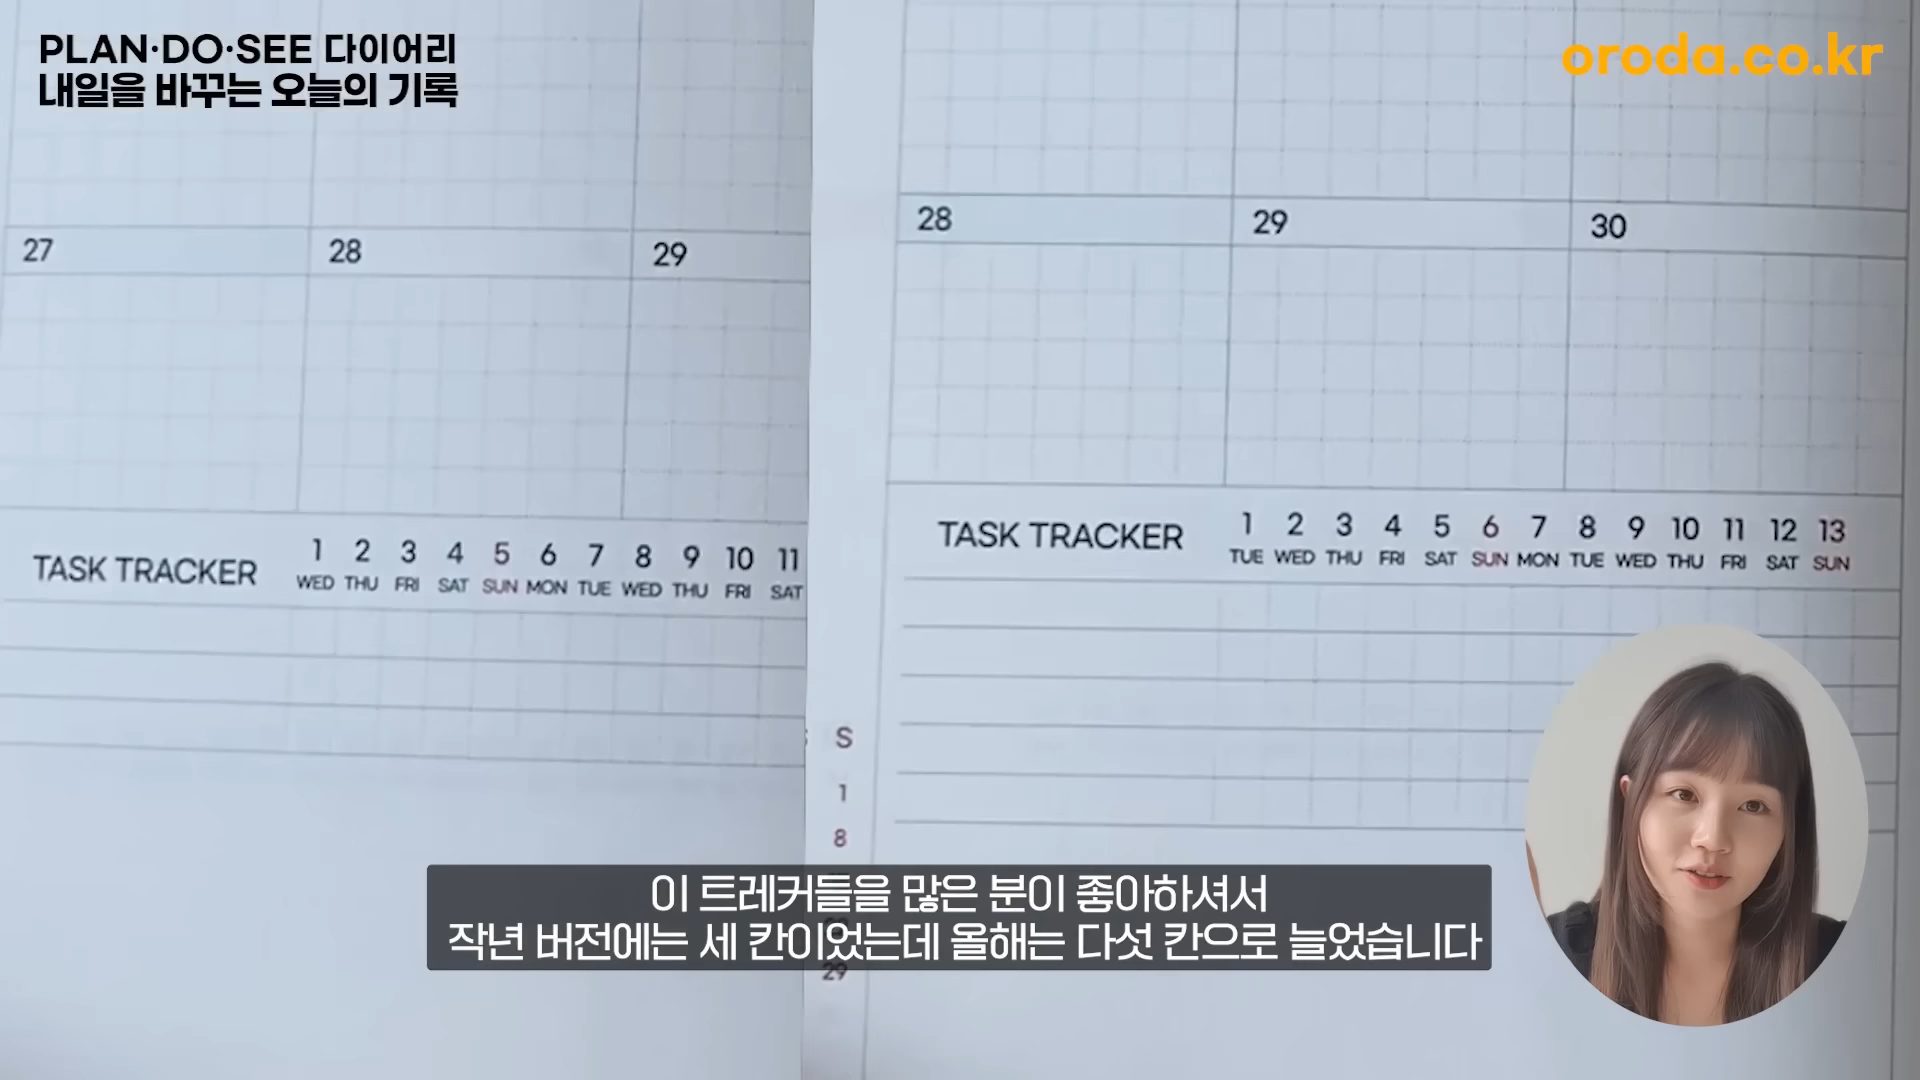 PLAN·DO·SEE 다이어리
내일을 바꾸는 오늘의 기록
oroda.co.kr
27 28 29
TASK TRACKER
1 2 3 4 5 6 7 8 9 10 11
WED THU FRI SAT SUN MON TUE WED THU FRI SAT
28 29 30
TASK TRACKER
1 2 3 4 5 6 7 8 9 10 11 12 13
TUE WED THU FRI SAT SUN MON TUE WED THU FRI SAT SUN
S
1
8
29
이 트레커들을 많은 분이 좋아하셔서
작년 버전에는 세 칸이었는데 올해는 다섯 칸으로 늘었습니다